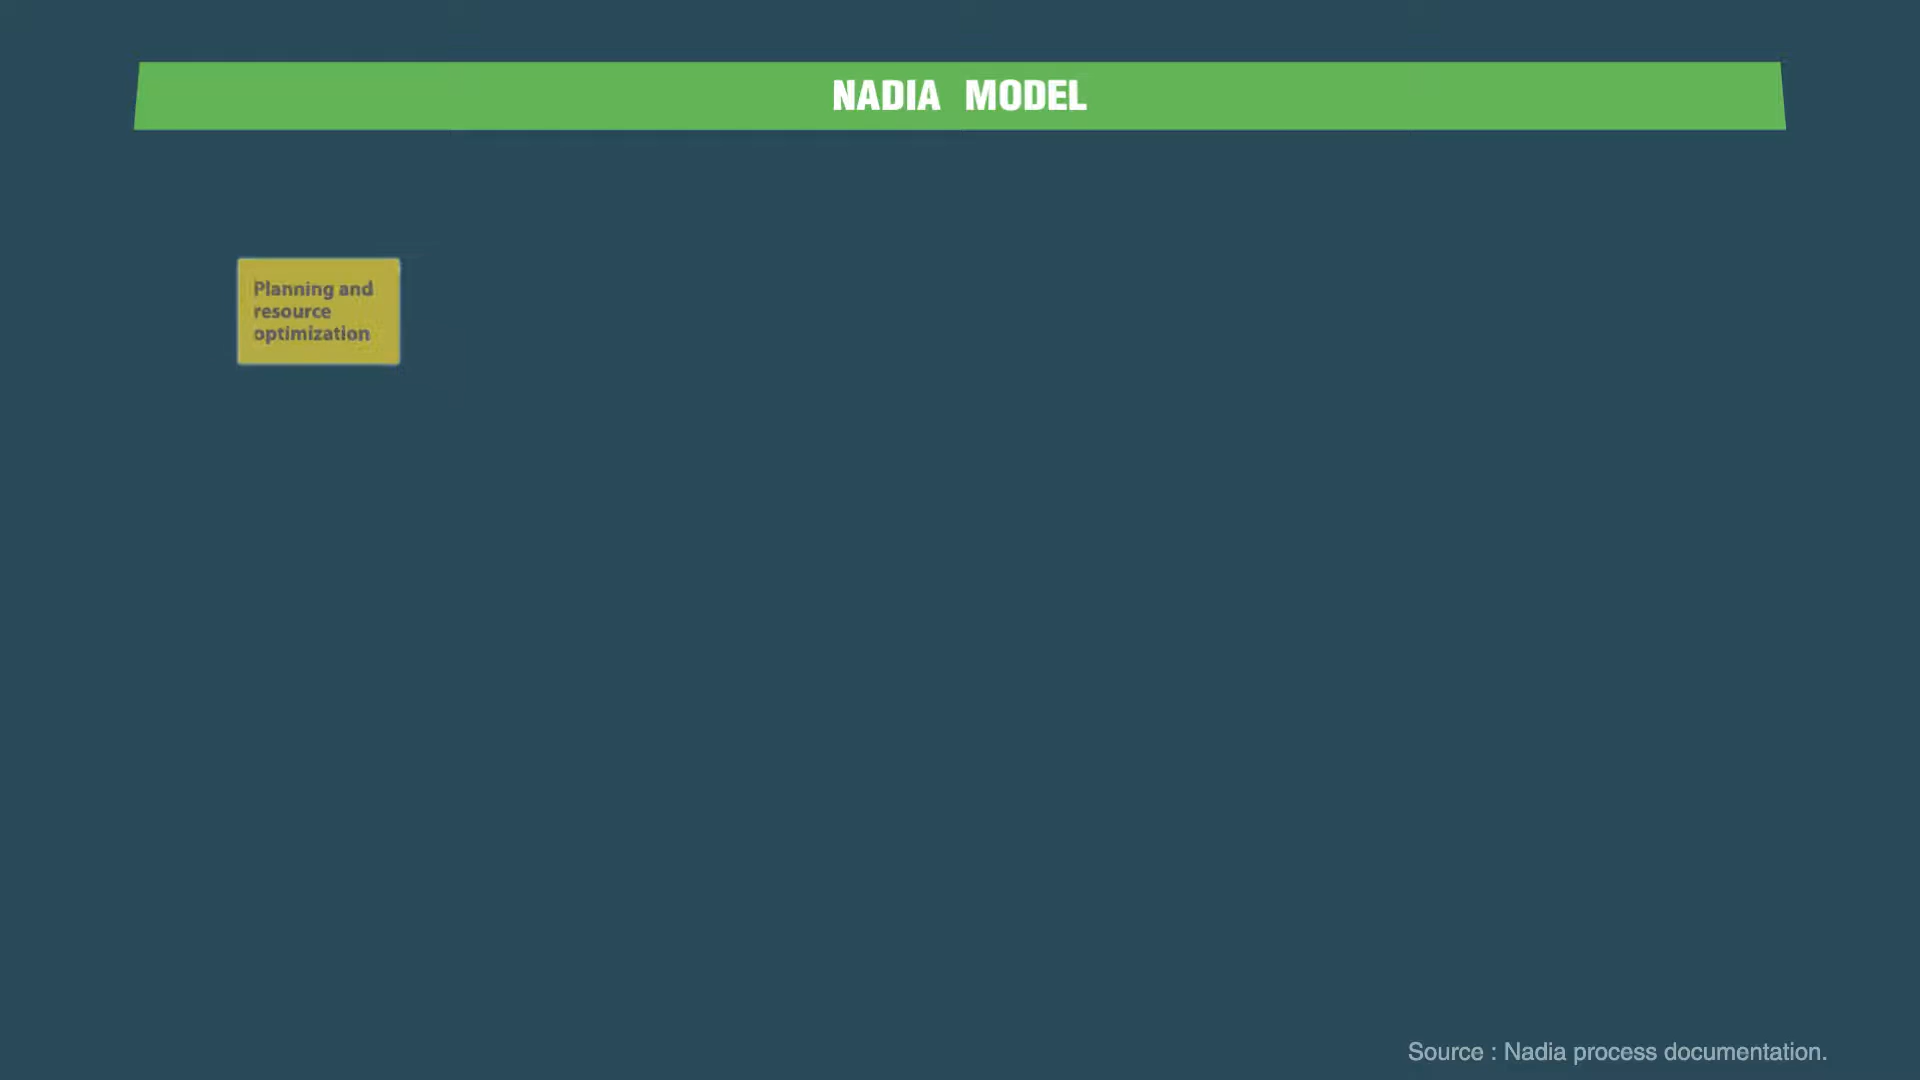 NADIA MODEL
Planning and
resource
optimization
Source : Nadia process documentation.